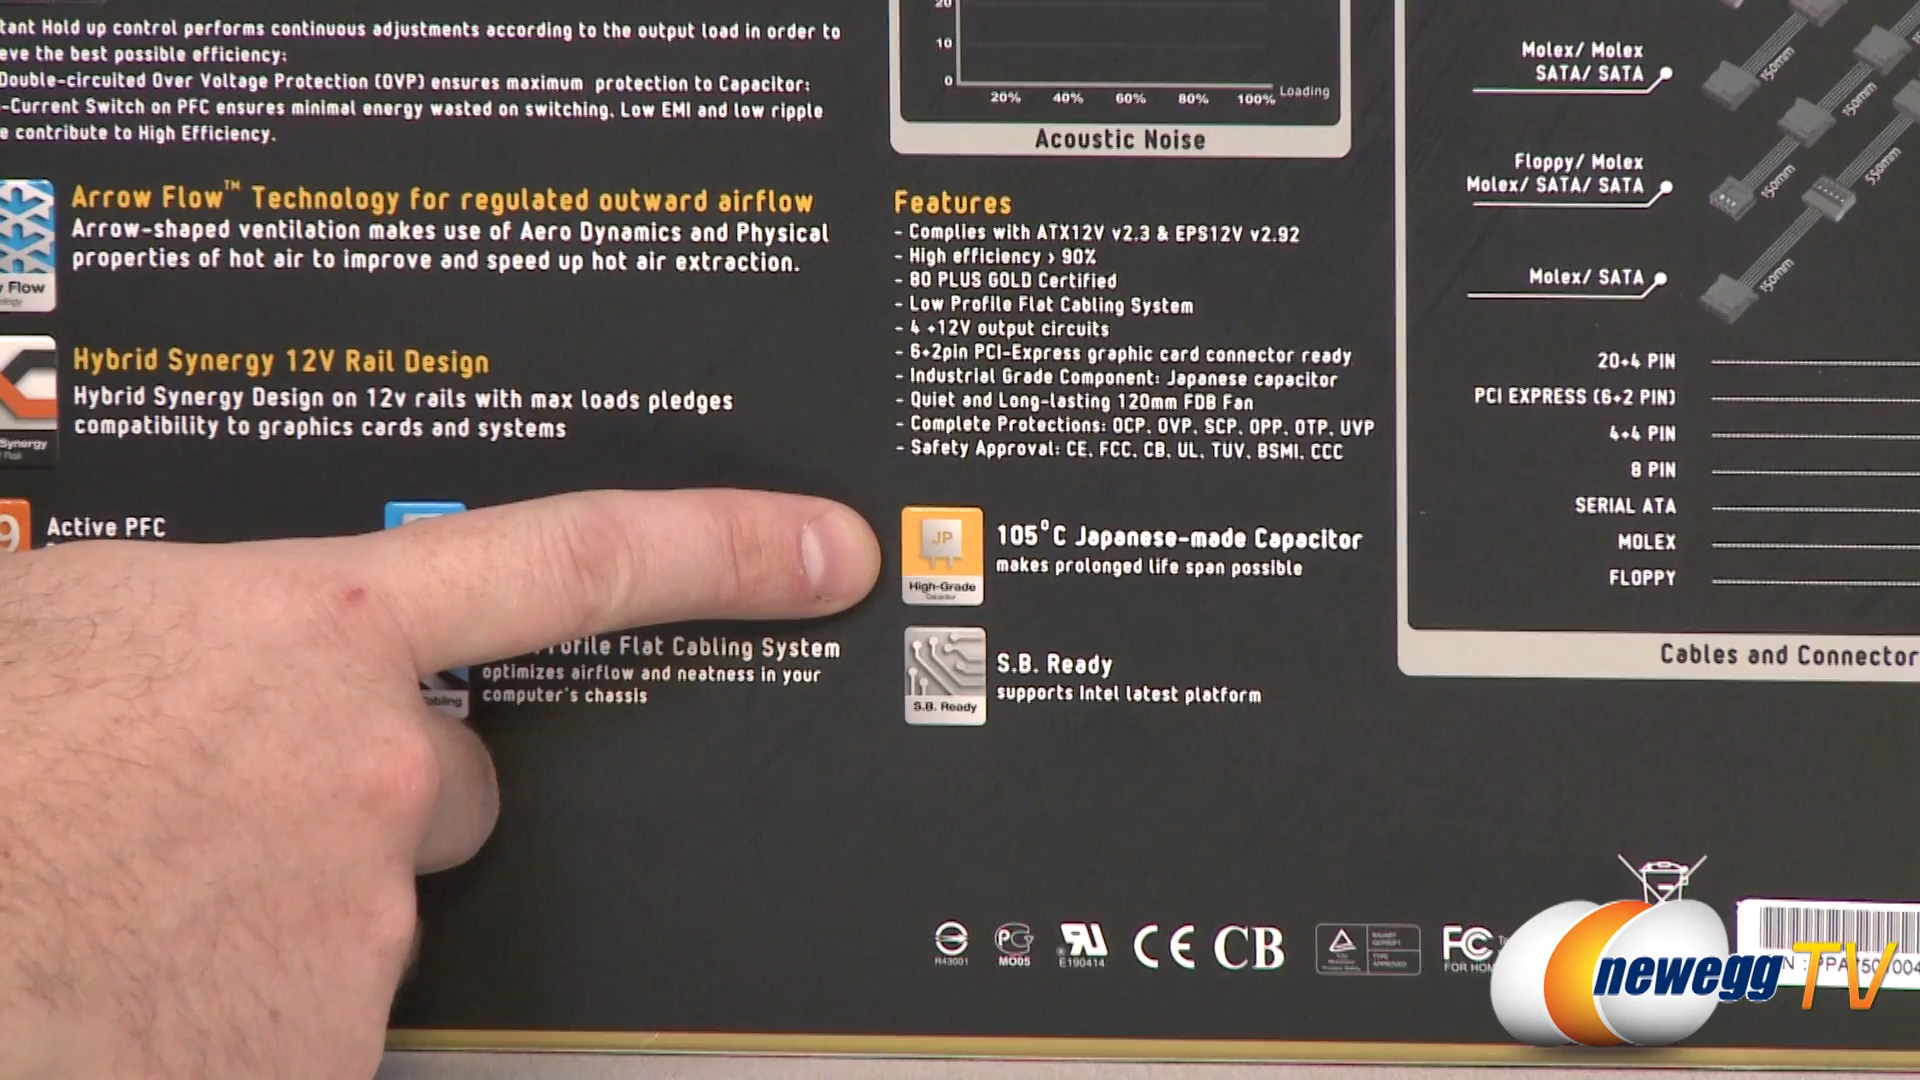 tant Hold up control performs continuous adjustments according to the output load in order to
eve the best possible efficiency:
Double-circuited Over Voltage Protection (OVP) ensures maximum protection to Capacitor:
-Current Switch on PFC ensures minimal energy wasted on switching. Low EMI and low ripple
e contribute to High Efficiency.
Arrow Flow™ Technology for regulated outward airflow
Arrow-shaped ventilation makes use of Aero Dynamics and Physical
properties of hot air to improve and speed up hot air extraction.
Flow
Hybrid Synergy 12V Rail Design
Hybrid Synergy Design on 12v rails with max loads pledges
compatibility to graphics cards and systems
Synergy
9
Active PFC
Profile Flat Cabling System
optimizes airflow and neatness in your
computer's chassis
20
10
0
20% 40% 60% 80% 100% Loading
Acoustic Noise
Features
- Complies with ATX12V v2.3 & EPS12V v2.92
- High efficiency > 90%
- 80 PLUS GOLD Certified
- Low Profile Flat Cabling System
- 4 +12V output circuits
- 6+2pin PCI-Express graphic card connector ready
- Industrial Grade Component: Japanese capacitor
- Quiet and Long-lasting 120mm FDB Fan
- Complete Protections: OCP, OVP, SCP, OPP, OTP, UVP
- Safety Approval: CE, FCC, CB, UL, TUV, BSMI, CCC
JP
High-Grade
Capacitor
105°C Japanese-made Capacitor
makes prolonged life span possible
S.B. Ready
S.B. Ready
supports Intel latest platform
Molex/ Molex
SATA/ SATA
150mm
150mm
Floppy/ Molex
Molex/ SATA/ SATA
150mm
550mm
Molex/ SATA
150mm
20+4 PIN
PCI EXPRESS (6+2 PIN)
4+4 PIN
8 PIN
SERIAL ATA
MOLEX
FLOPPY
Cables and Connector
R43001
PG
MO05
E190414
CE
CB
FC
FOR HOM
newegg TV